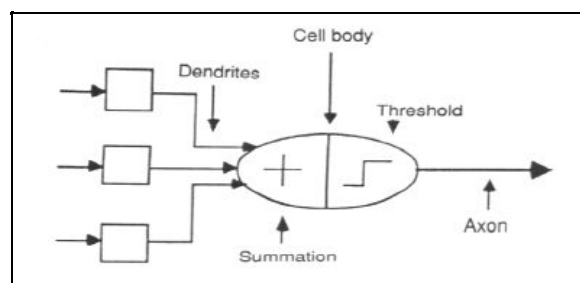 Cell body
Dendrites
Threshold
Axon
Summation